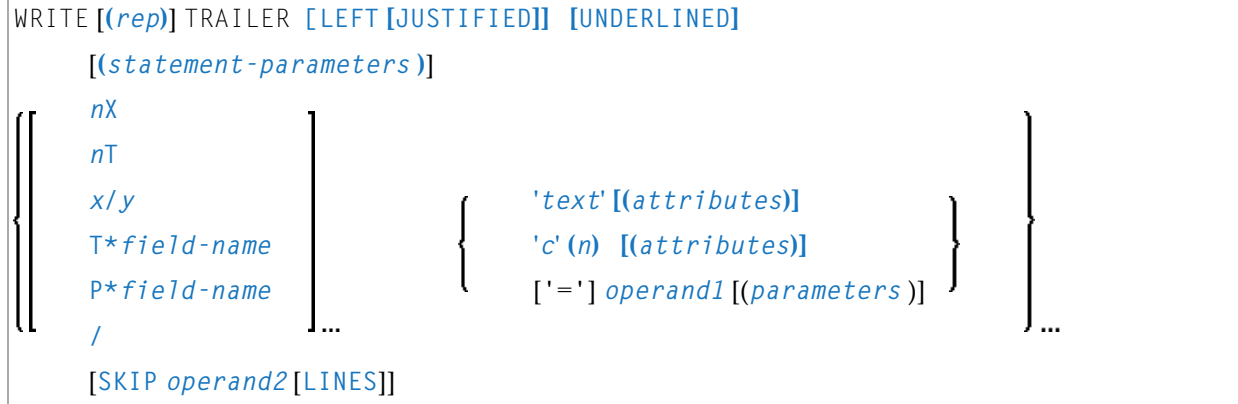 WRITE [(rep)] TRAILER [LEFT [JUSTIFIED]] [UNDERLINED]
[(statement-parameters )]
nX
nT
x/y 'text' [(attributes)]
T*field-name 'c' (n) [(attributes)]
P*field-name ['='] operand1 [(parameters )]
/ ... ...
[SKIP operand2 [LINES]]